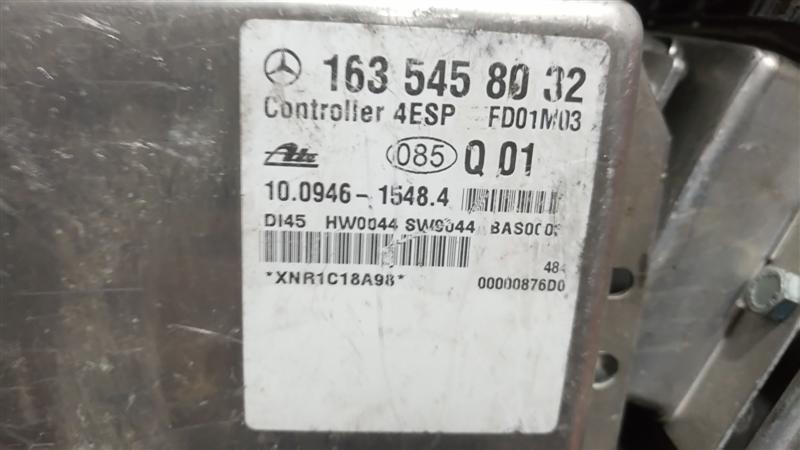 163 545 80 32
Controller 4ESP FD01M03
Ate 085 Q 01
10.0946-1548.4
DI45 HW0044 SW0044
484
*XNR1C18A98* 00000876D0